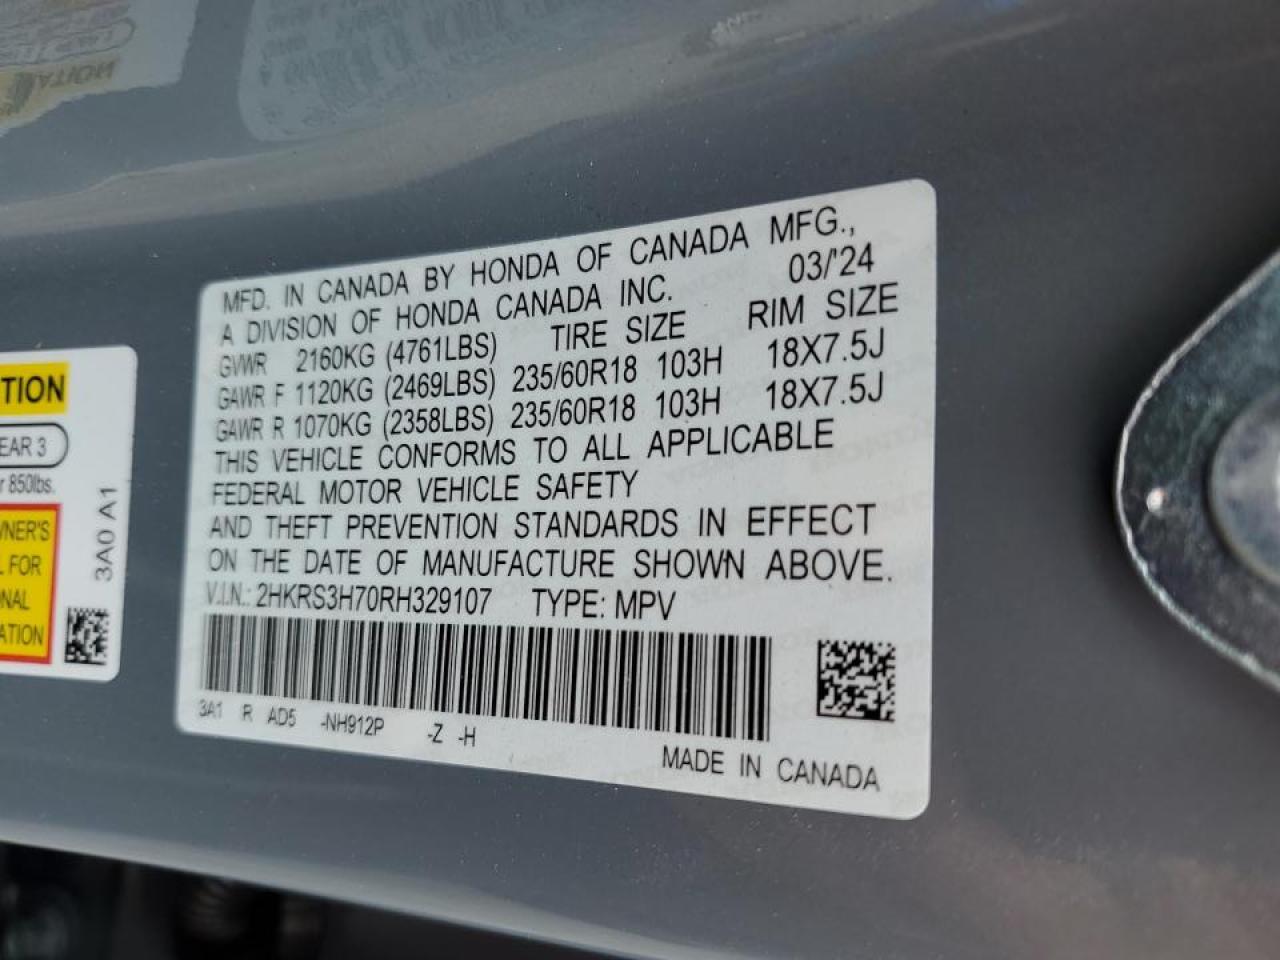 MFD. IN CANADA BY HONDA OF CANADA MFG.,
A DIVISION OF HONDA CANADA INC. 03/'24
GVWR 2160KG (4761LBS) TIRE SIZE RIM SIZE
GAWR F 1120KG (2469LBS) 235/60R18 103H 18X7.5J
GAWR R 1070KG (2358LBS) 235/60R18 103H 18X7.5J
THIS VEHICLE CONFORMS TO ALL APPLICABLE
FEDERAL MOTOR VEHICLE SAFETY
AND THEFT PREVENTION STANDARDS IN EFFECT
ON THE DATE OF MANUFACTURE SHOWN ABOVE.
V.I.N.: 2HKRS3H70RH329107 TYPE: MPV
3A1 R AD5 -NH912P -Z -H
MADE IN CANADA
TION
EAR 3
r 850lbs.
WNER'S
L FOR
NAL
ATION
3A0 A1